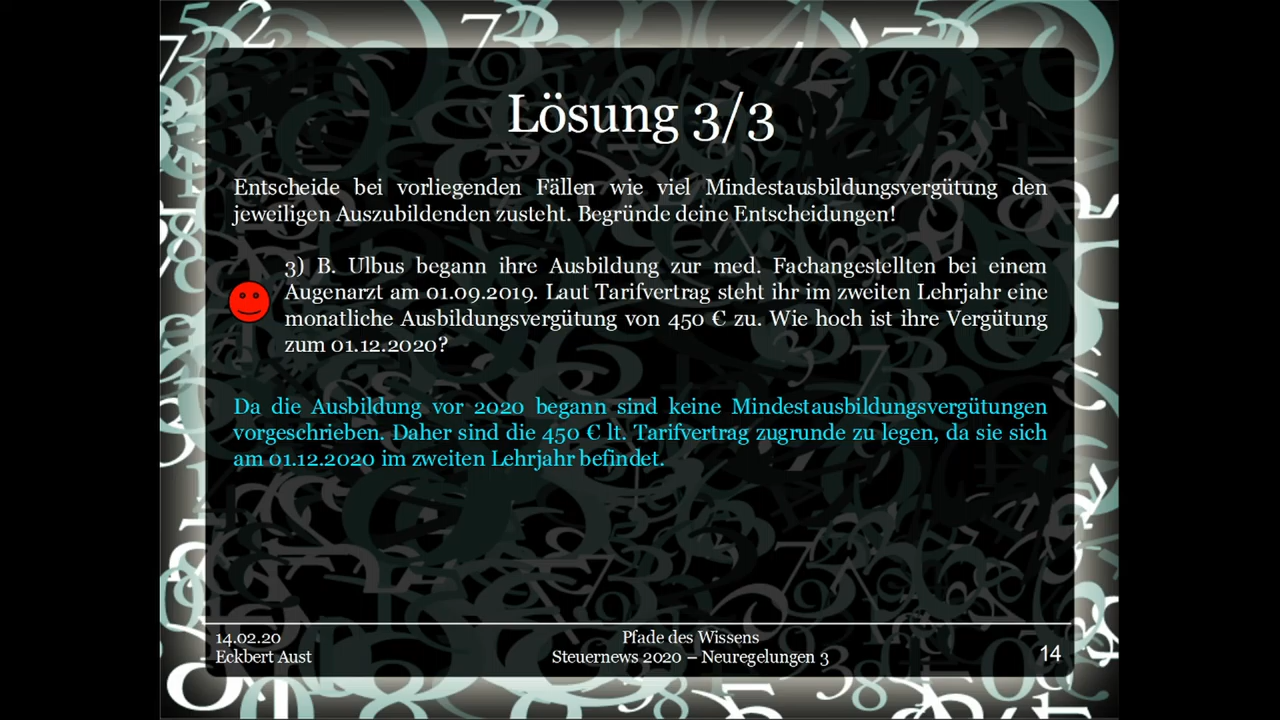 Lösung 3/3
Entscheide bei vorliegenden Fällen wie viel Mindestausbildungsvergütung den
jeweiligen Auszubildenden zusteht. Begründe deine Entscheidungen!
3) B. Ulbus begann ihre Ausbildung zur med. Fachangestellten bei einem
Augenarzt am 01.09.2019. Laut Tarifvertrag steht ihr im zweiten Lehrjahr eine
monatliche Ausbildungsvergütung von 450 € zu. Wie hoch ist ihre Vergütung
zum 01.12.2020?
Da die Ausbildung vor 2020 begann sind keine Mindestausbildungsvergütungen
vorgeschrieben. Daher sind die 450 € lt. Tarifvertrag zugrunde zu legen, da sie sich
am 01.12.2020 im zweiten Lehrjahr befindet.
14.02.20
Eckbert Aust
Pfade des Wissens
Steuernews 2020 – Neuregelungen 3
14